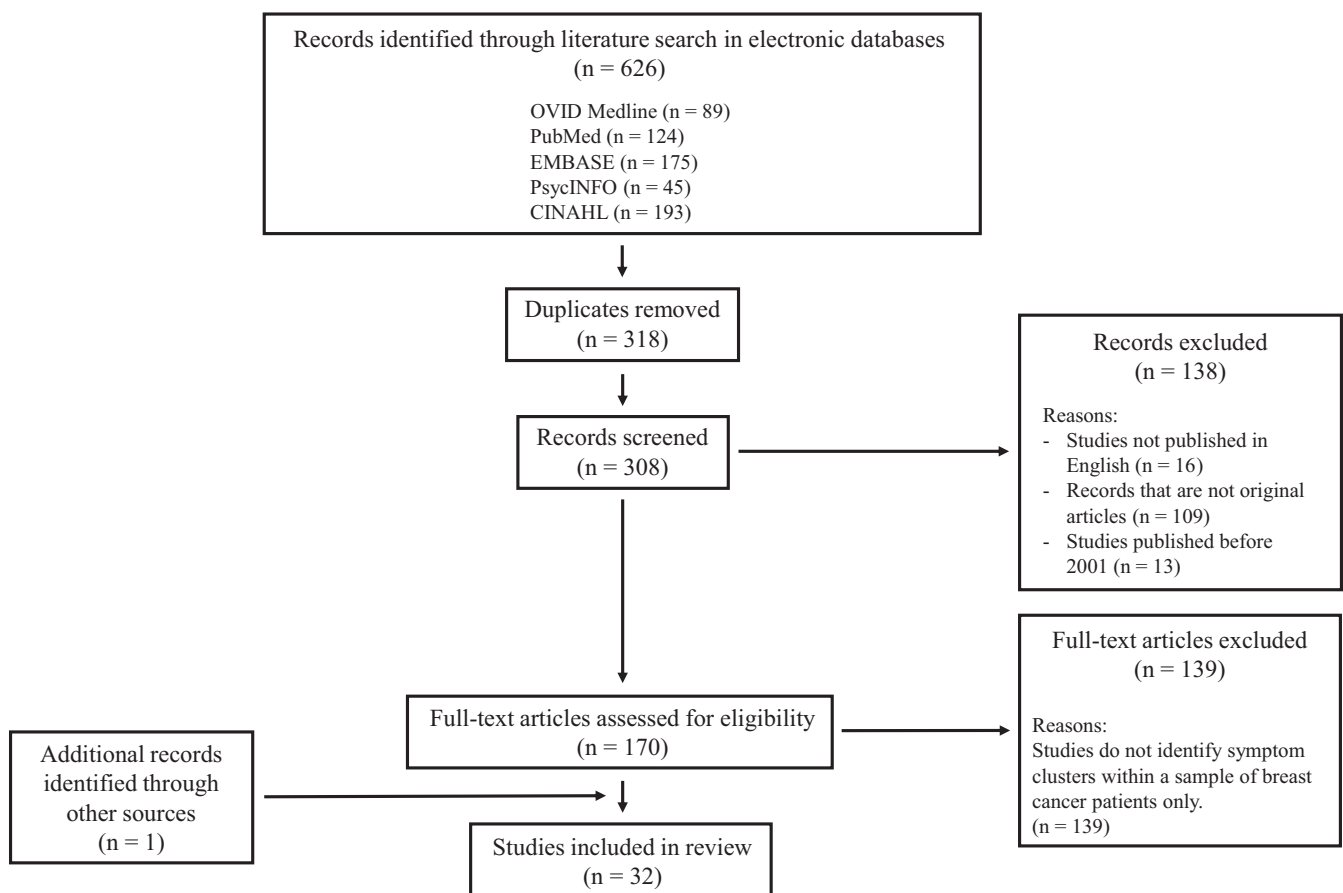 Records identified through literature search in electronic databases
(n = 626)
OVID Medline (n = 89)
PubMed (n = 124)
EMBASE (n = 175)
PsycINFO (n = 45)
CINAHL (n = 193)
Duplicates removed
(n = 318)
Records screened
(n = 308)
Records excluded
(n = 138)
Reasons:
- Studies not published in
English (n = 16)
- Records that are not original
articles (n = 109)
- Studies published before
2001 (n = 13)
Full-text articles assessed for eligibility
(n = 170)
Full-text articles excluded
(n = 139)
Reasons:
Studies do not identify symptom
clusters within a sample of breast
cancer patients only.
(n = 139)
Additional records
identified through
other sources
(n = 1)
Studies included in review
(n = 32)